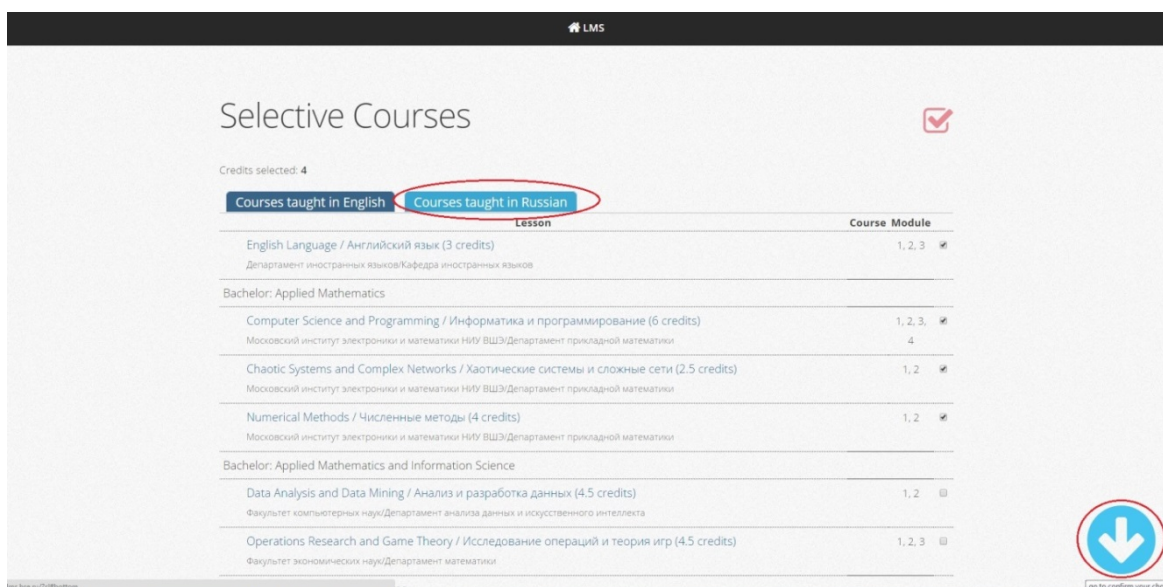 LMS
Selective Courses
Credits selected: 4
Courses taught in English Courses taught in Russian
Lesson Course Module
English Language / Английский язык (3 credits) 1, 2, 3
Департамент иностранных языков/Кафедра иностранных языков
Bachelor: Applied Mathematics
Computer Science and Programming / Информатика и программирование (6 credits) 1, 2, 3,
Московский институт электроники и математики НИУ ВШЭ/Департамент прикладной математики 4
Chaotic Systems and Complex Networks / Хаотические системы и сложные сети (2.5 credits) 1, 2
Московский институт электроники и математики НИУ ВШЭ/Департамент прикладной математики
Numerical Methods / Численные методы (4 credits) 1, 2
Московский институт электроники и математики НИУ ВШЭ/Департамент прикладной математики
Bachelor: Applied Mathematics and Information Science
Data Analysis and Data Mining / Анализ и разработка данных (4.5 credits) 1, 2
Факультет компьютерных наук/Департамент анализа данных и искусственного интеллекта
Operations Research and Game Theory / Исследование операций и теория игр (4.5 credits) 1, 2, 3
Факультет экономических наук/Департамент математики
go to confirm your